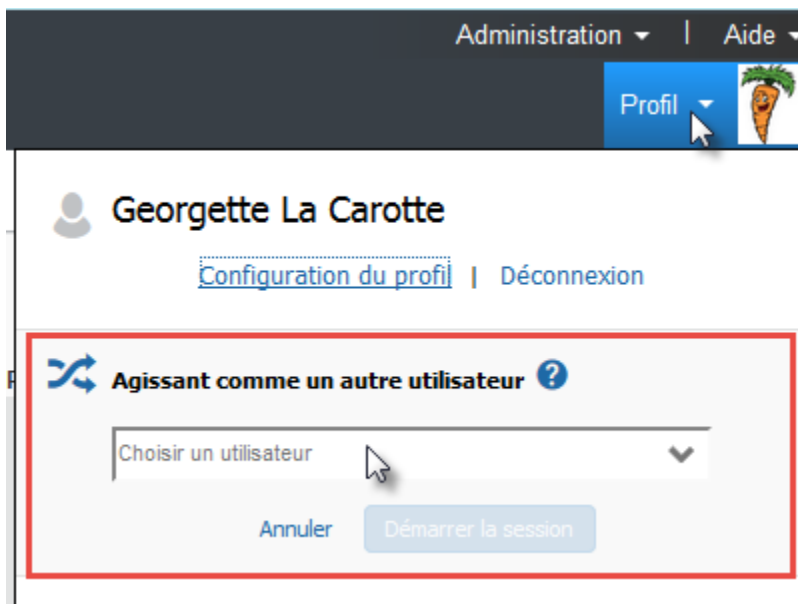 Administration | Aide
Profil
Georgette La Carotte
Configuration du profil | Déconnexion
Agissant comme un autre utilisateur ?
Choisir un utilisateur
Annuler Démarrer la session